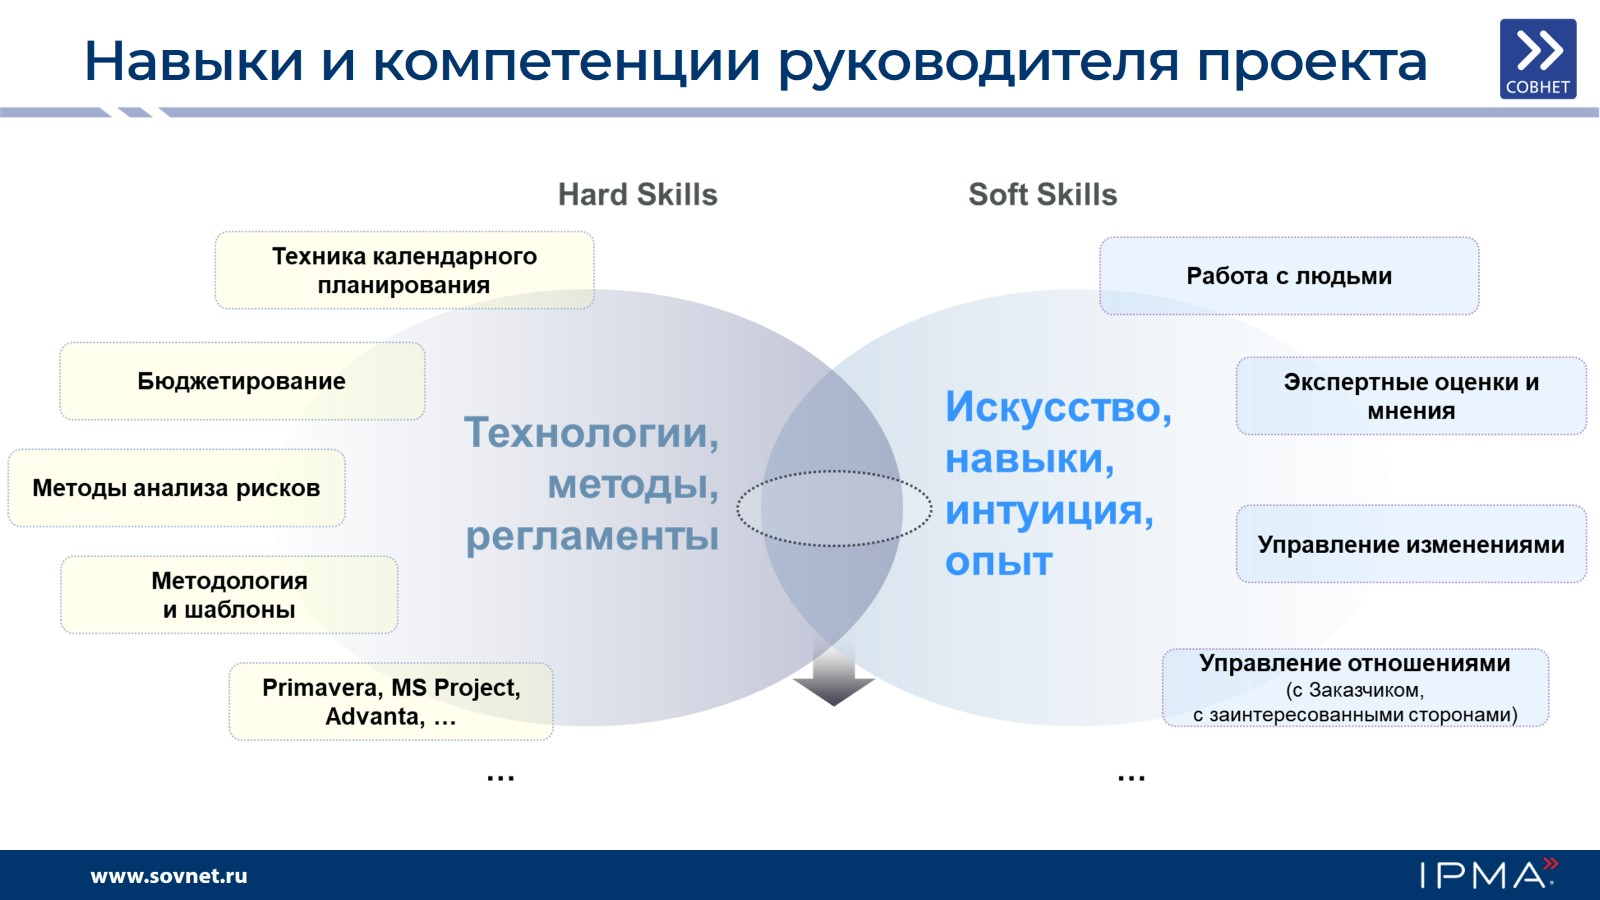 Навыки и компетенции руководителя проекта
СОВНЕТ
Hard Skills
Soft Skills
Техника календарного
планирования
Бюджетирование
Методы анализа рисков
Методология
и шаблоны
Primavera, MS Project,
Advanta, …
…
Технологии,
методы,
регламенты
Искусство,
навыки,
интуиция,
опыт
Работа с людьми
Экспертные оценки и
мнения
Управление изменениями
Управление отношениями
(с Заказчиком,
с заинтересованными сторонами)
…
www.sovnet.ru
IPMA